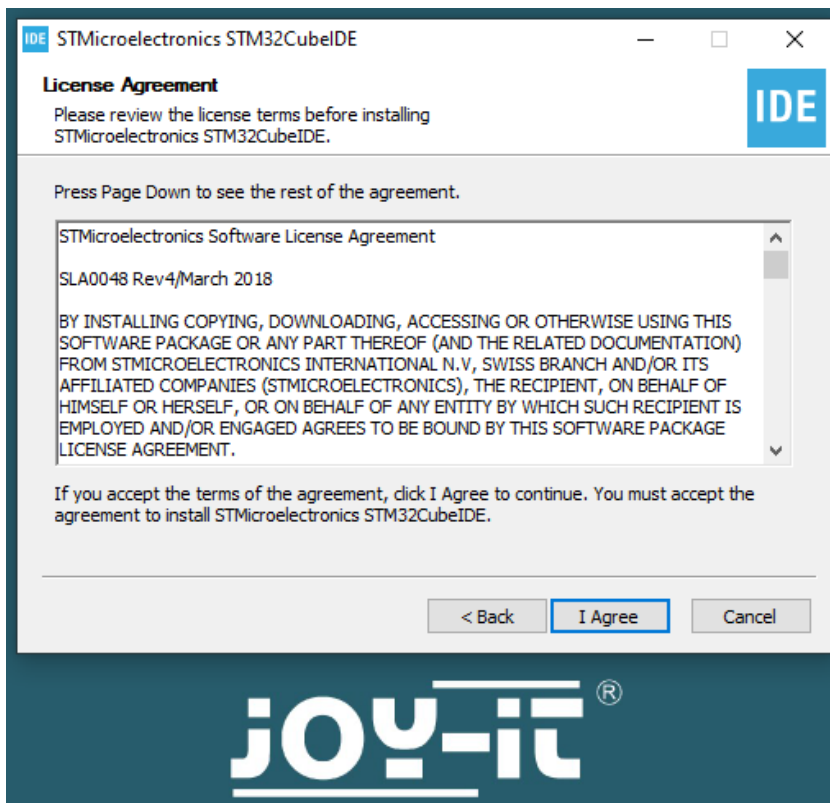 IDE STMicroelectronics STM32CubeIDE
License Agreement
Please review the license terms before installing
STMicroelectronics STM32CubeIDE.
IDE
Press Page Down to see the rest of the agreement.
STMicroelectronics Software License Agreement
SLA0048 Rev4/March 2018
BY INSTALLING COPYING, DOWNLOADING, ACCESSING OR OTHERWISE USING THIS
SOFTWARE PACKAGE OR ANY PART THEREOF (AND THE RELATED DOCUMENTATION)
FROM STMICROELECTRONICS INTERNATIONAL N.V, SWISS BRANCH AND/OR ITS
AFFILIATED COMPANIES (STMICROELECTRONICS), THE RECIPIENT, ON BEHALF OF
HIMSELF OR HERSELF, OR ON BEHALF OF ANY ENTITY BY WHICH SUCH RECIPIENT IS
EMPLOYED AND/OR ENGAGED AGREES TO BE BOUND BY THIS SOFTWARE PACKAGE
LICENSE AGREEMENT.
If you accept the terms of the agreement, click I Agree to continue. You must accept the
agreement to install STMicroelectronics STM32CubeIDE.
< Back I Agree Cancel
joy-it ®